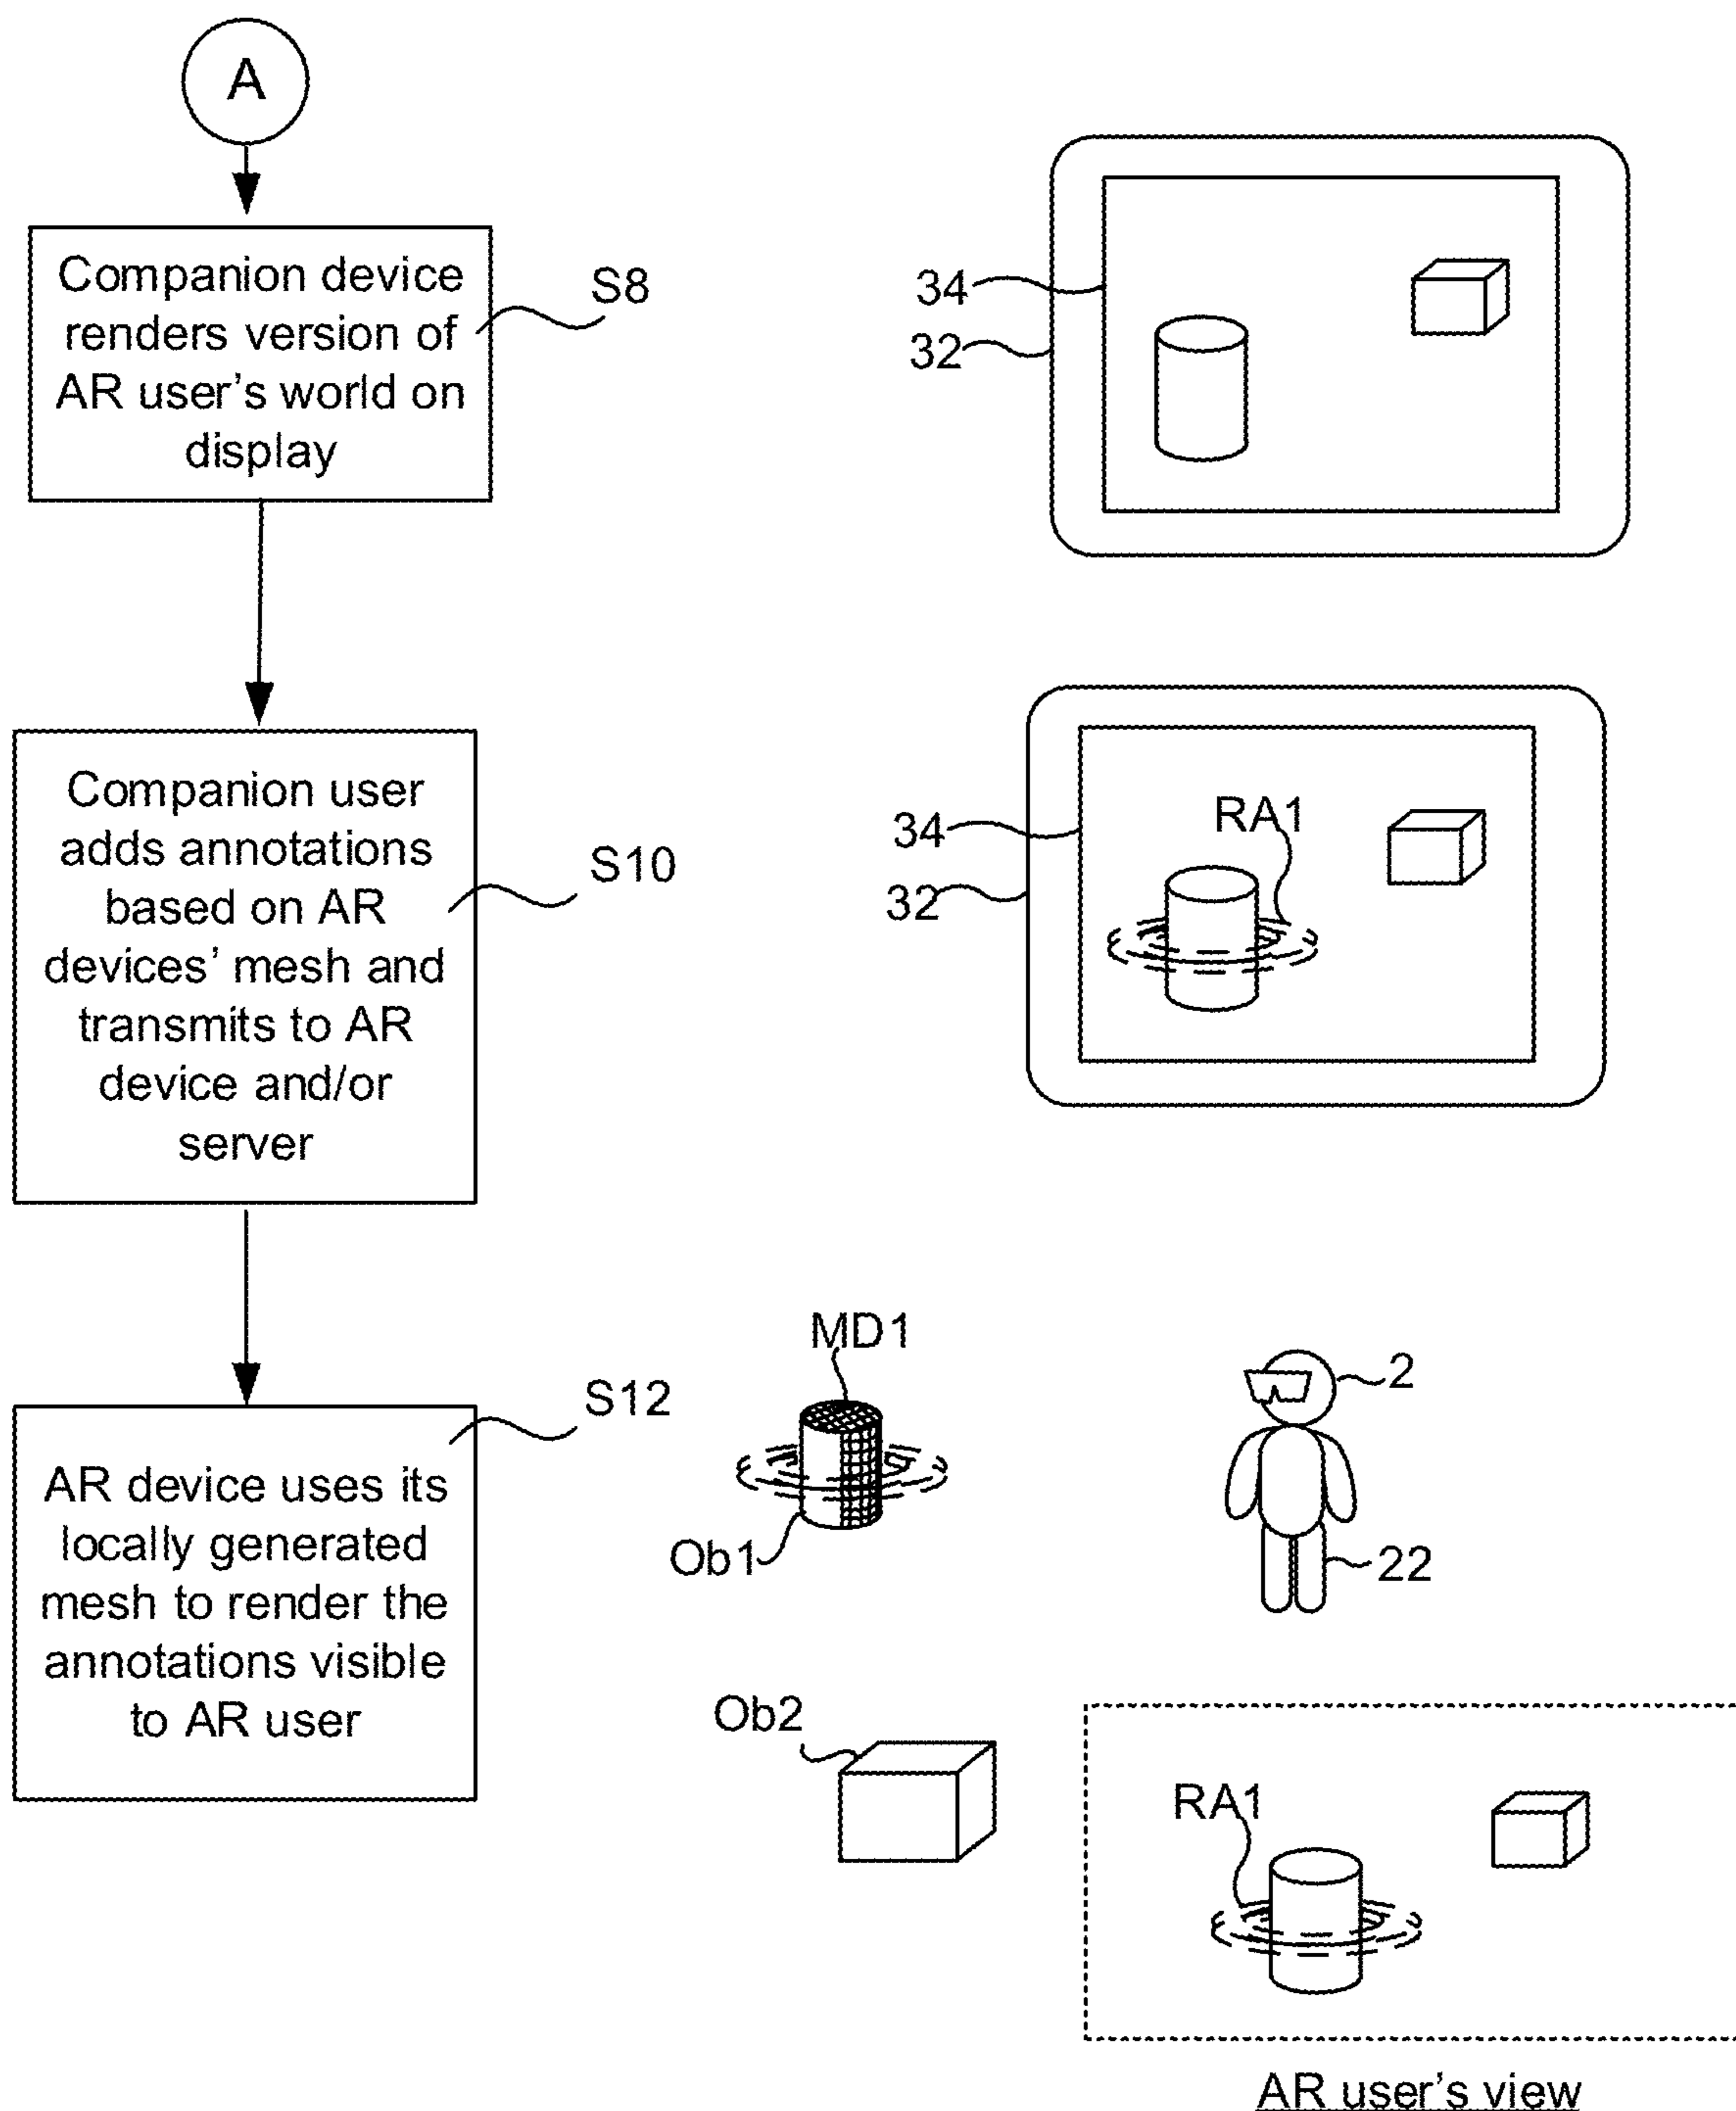 A
Companion device
renders version of
AR user's world on
display
S8
34
32
Companion user
adds annotations
based on AR
devices' mesh and
transmits to AR
device and/or
server
S10
34
32
RA1
AR device uses its
locally generated
mesh to render the
annotations visible
to AR user
S12
MD1
Ob1
2
22
Ob2
RA1
AR user's view